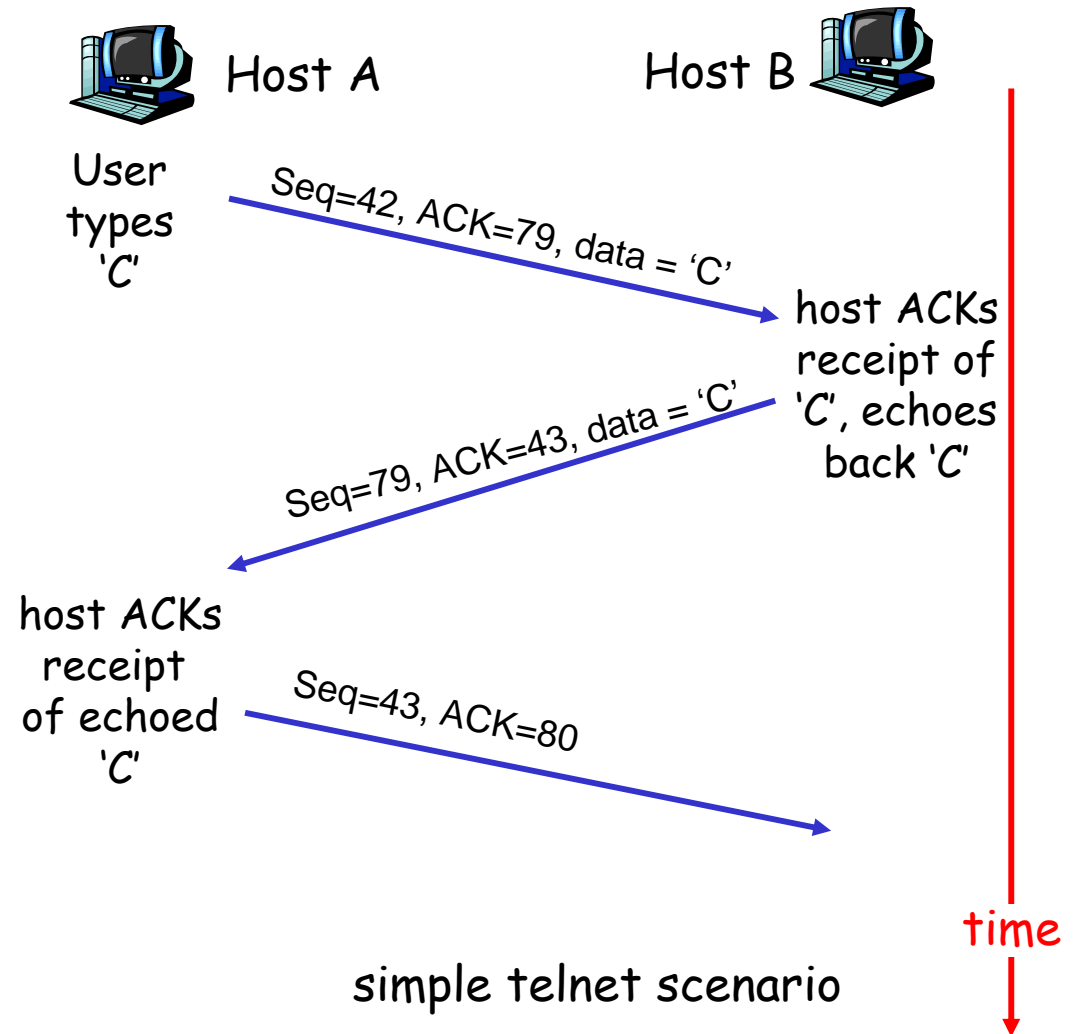 Host A
Host B
User
types
'C'
Seq=42, ACK=79, data = ‘C’
host ACKs
receipt of
'C', echoes
back 'C'
Seq=79, ACK=43, data = ‘C’
host ACKs
receipt
of echoed
'C'
Seq=43, ACK=80
time
simple telnet scenario